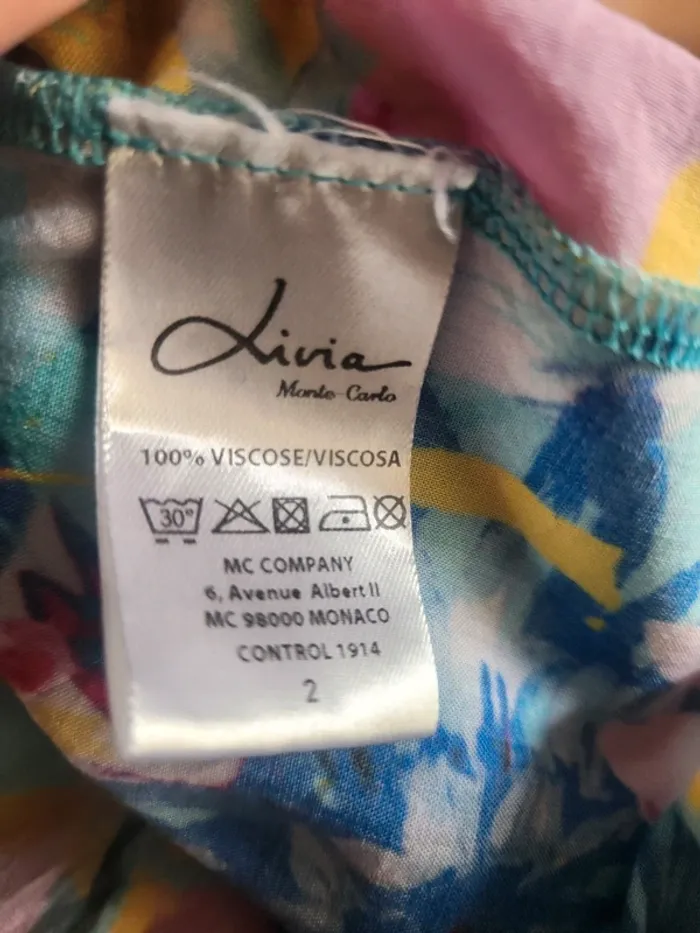 Livia
Monte-Carlo
100% VISCOSE/VISCOSA
30°
MC COMPANY
6, Avenue Albert II
MC 98000 MONACO
CONTROL 1914
2